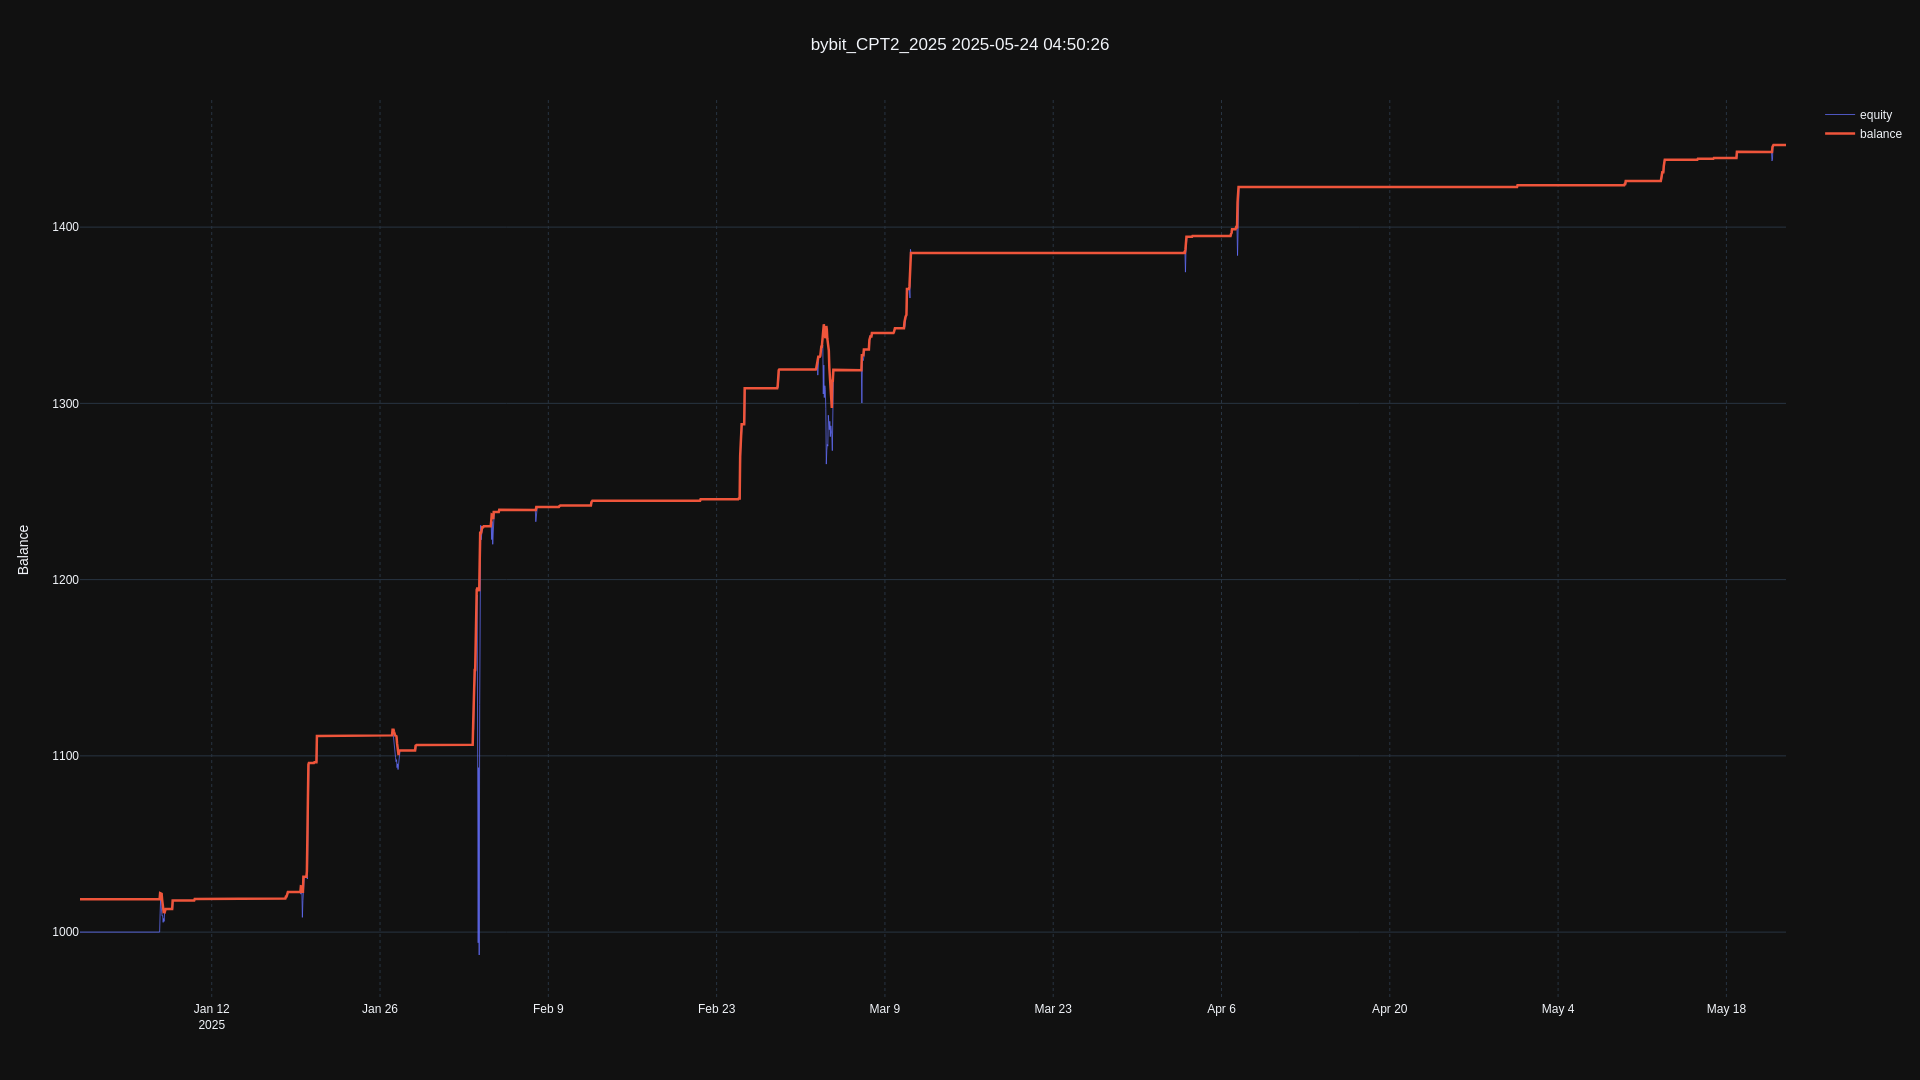 bybit_CPT2_2025 2025-05-24 04:50:26
equity
balance
Balance
1400
1300
1200
1100
1000
Jan 12
2025
Jan 26
Feb 9
Feb 23
Mar 9
Mar 23
Apr 6
Apr 20
May 4
May 18